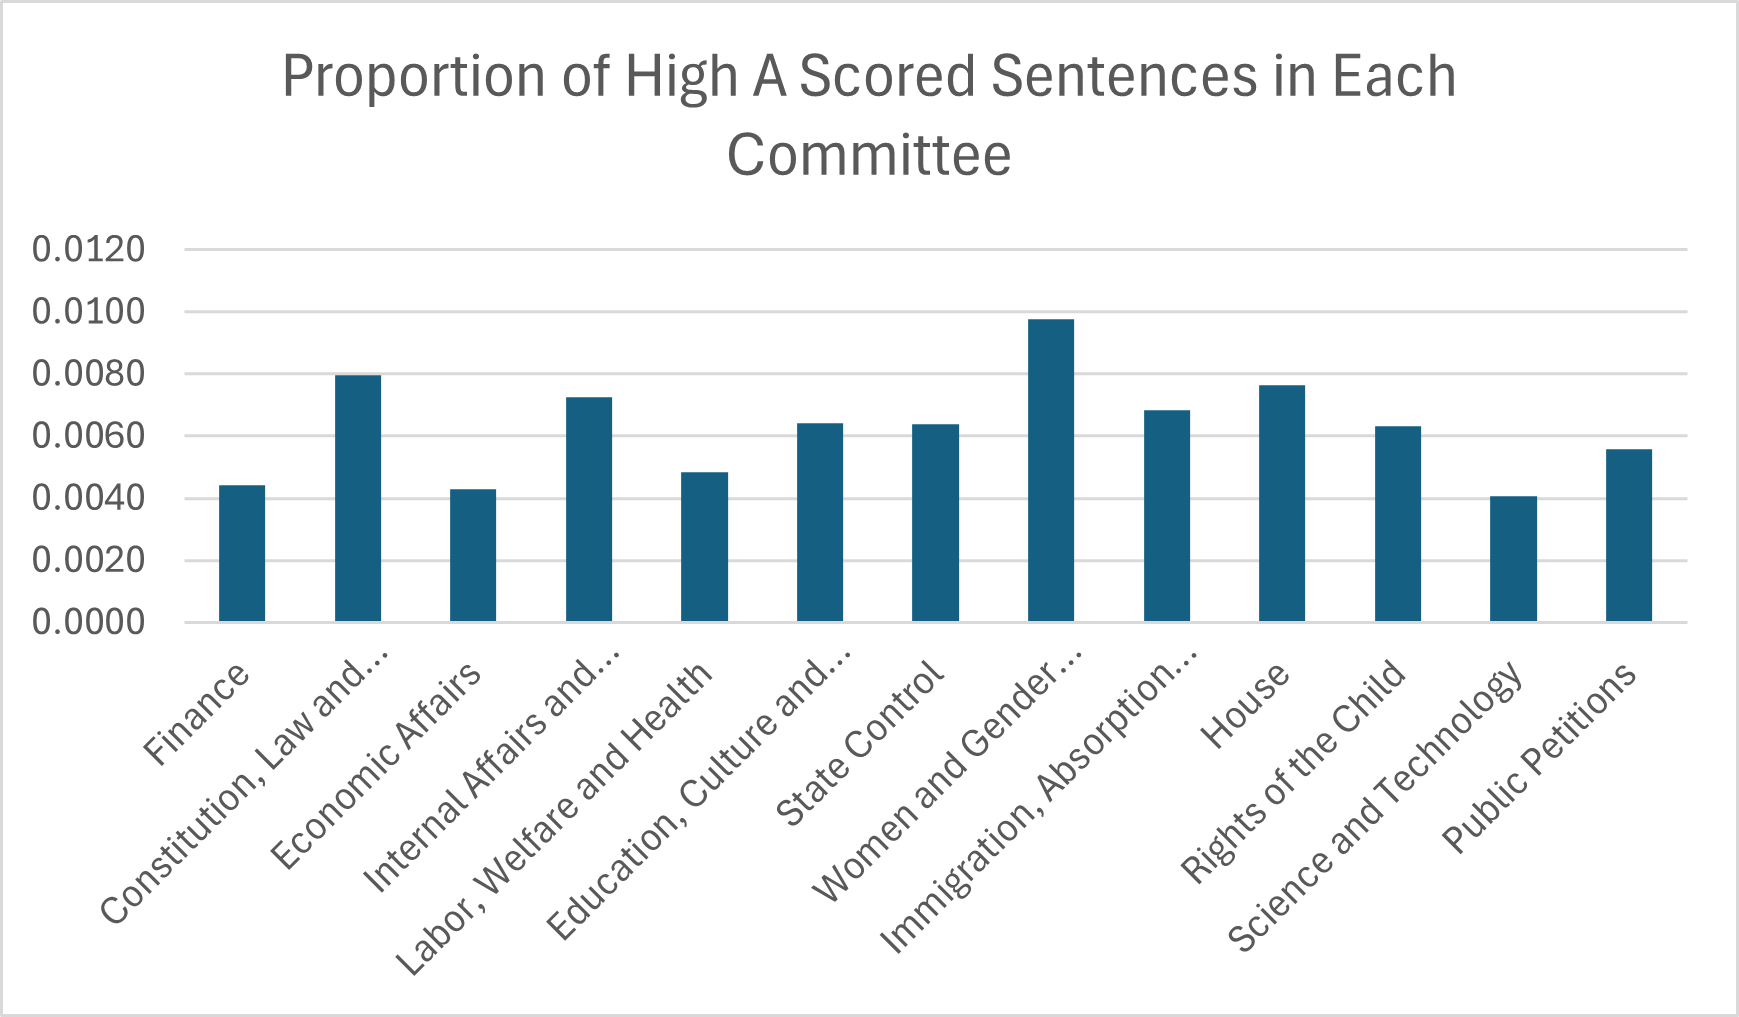 Proportion of High A Scored Sentences in Each
Committee
0.0120
0.0100
0.0080
0.0060
0.0040
0.0020
0.0000
Finance
Constitution, Law and...
Economic Affairs
Internal Affairs and...
Labor, Welfare and Health
Education, Culture and...
State Control
Women and Gender...
Immigration, Absorption...
House
Rights of the Child
Science and Technology
Public Petitions